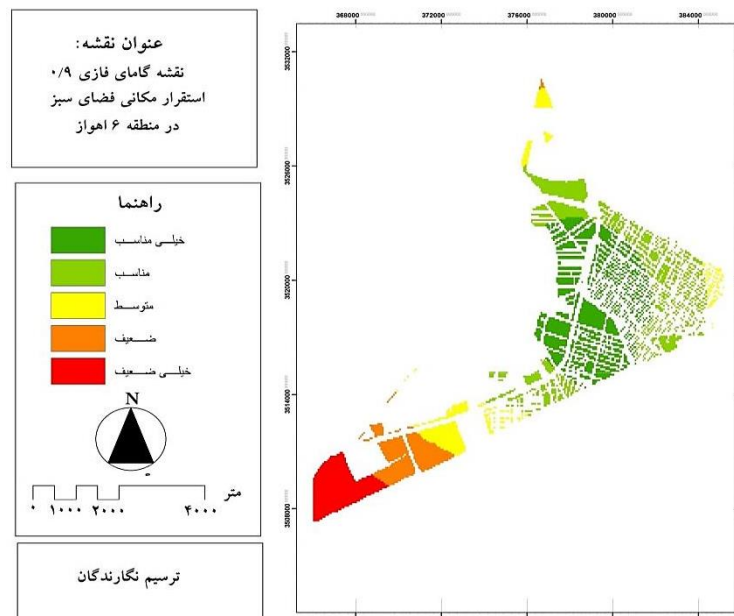 عنوان نقشه:
نقشه گامای فازی ۰/۹
استقرار مکانی فضای سبز
در منطقه ۶ اهواز
راهنما
خیلی مناسب
مناسب
متوسط
ضعیف
خیلی ضعیف
N
متر
۰ ۱۰۰۰ ۲۰۰۰ ۴۰۰۰
ترسیم نگارندگان
368000 372000 376000 380000 384000
3532000
3526000
3520000
3514000
3508000